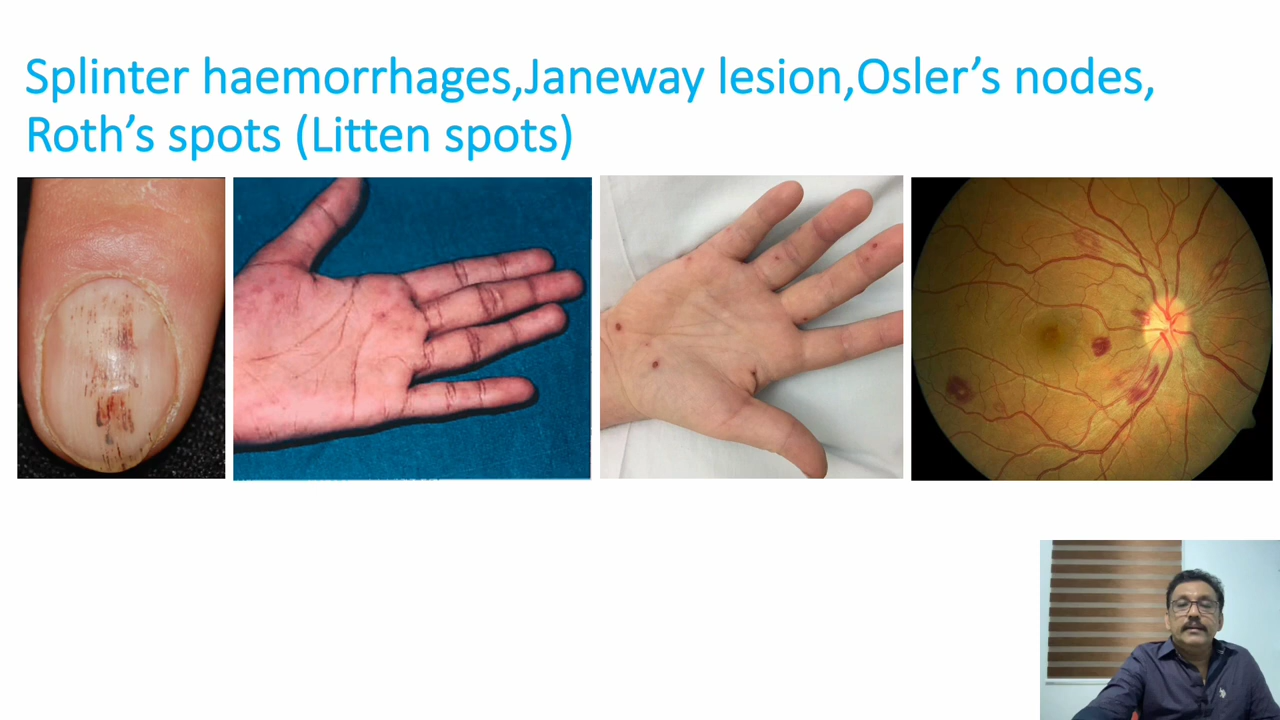 Splinter haemorrhages,Janeway lesion,Osler’s nodes,
Roth’s spots (Litten spots)